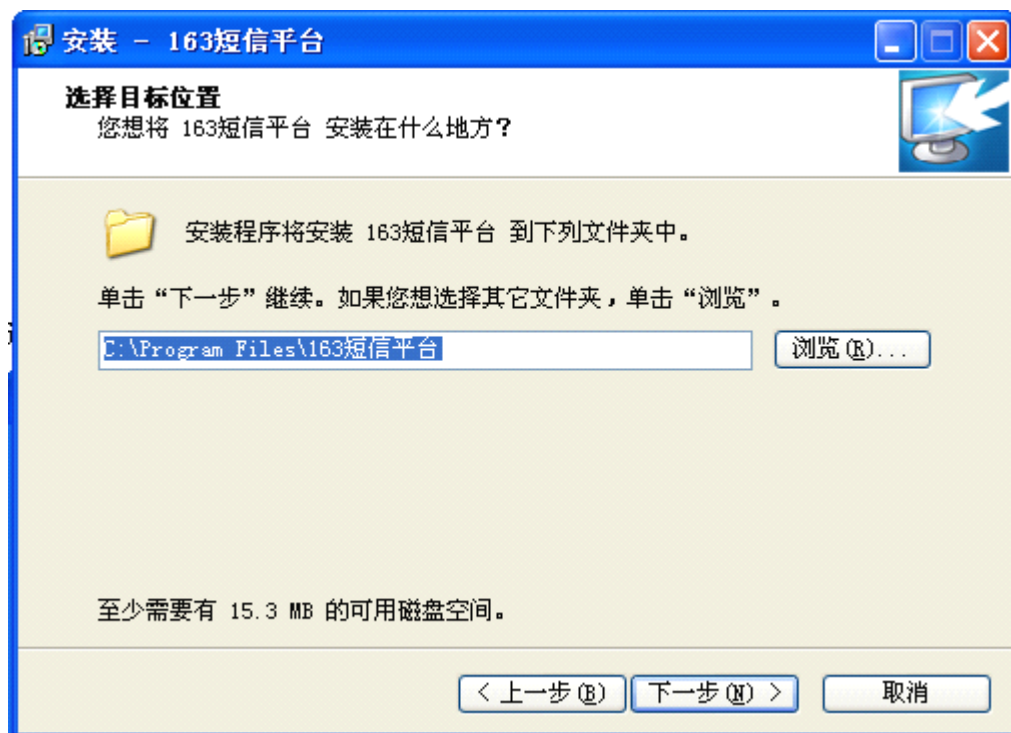 安装 - 163短信平台
选择目标位置
您想将 163短信平台 安装在什么地方?
安装程序将安装 163短信平台 到下列文件夹中。
单击“下一步”继续。如果您想选择其它文件夹,单击“浏览”。
C:\Program Files\163短信平台
浏览(R)...
至少需要有 15.3 MB 的可用磁盘空间。
< 上一步(B)
下一步(N) >
取消